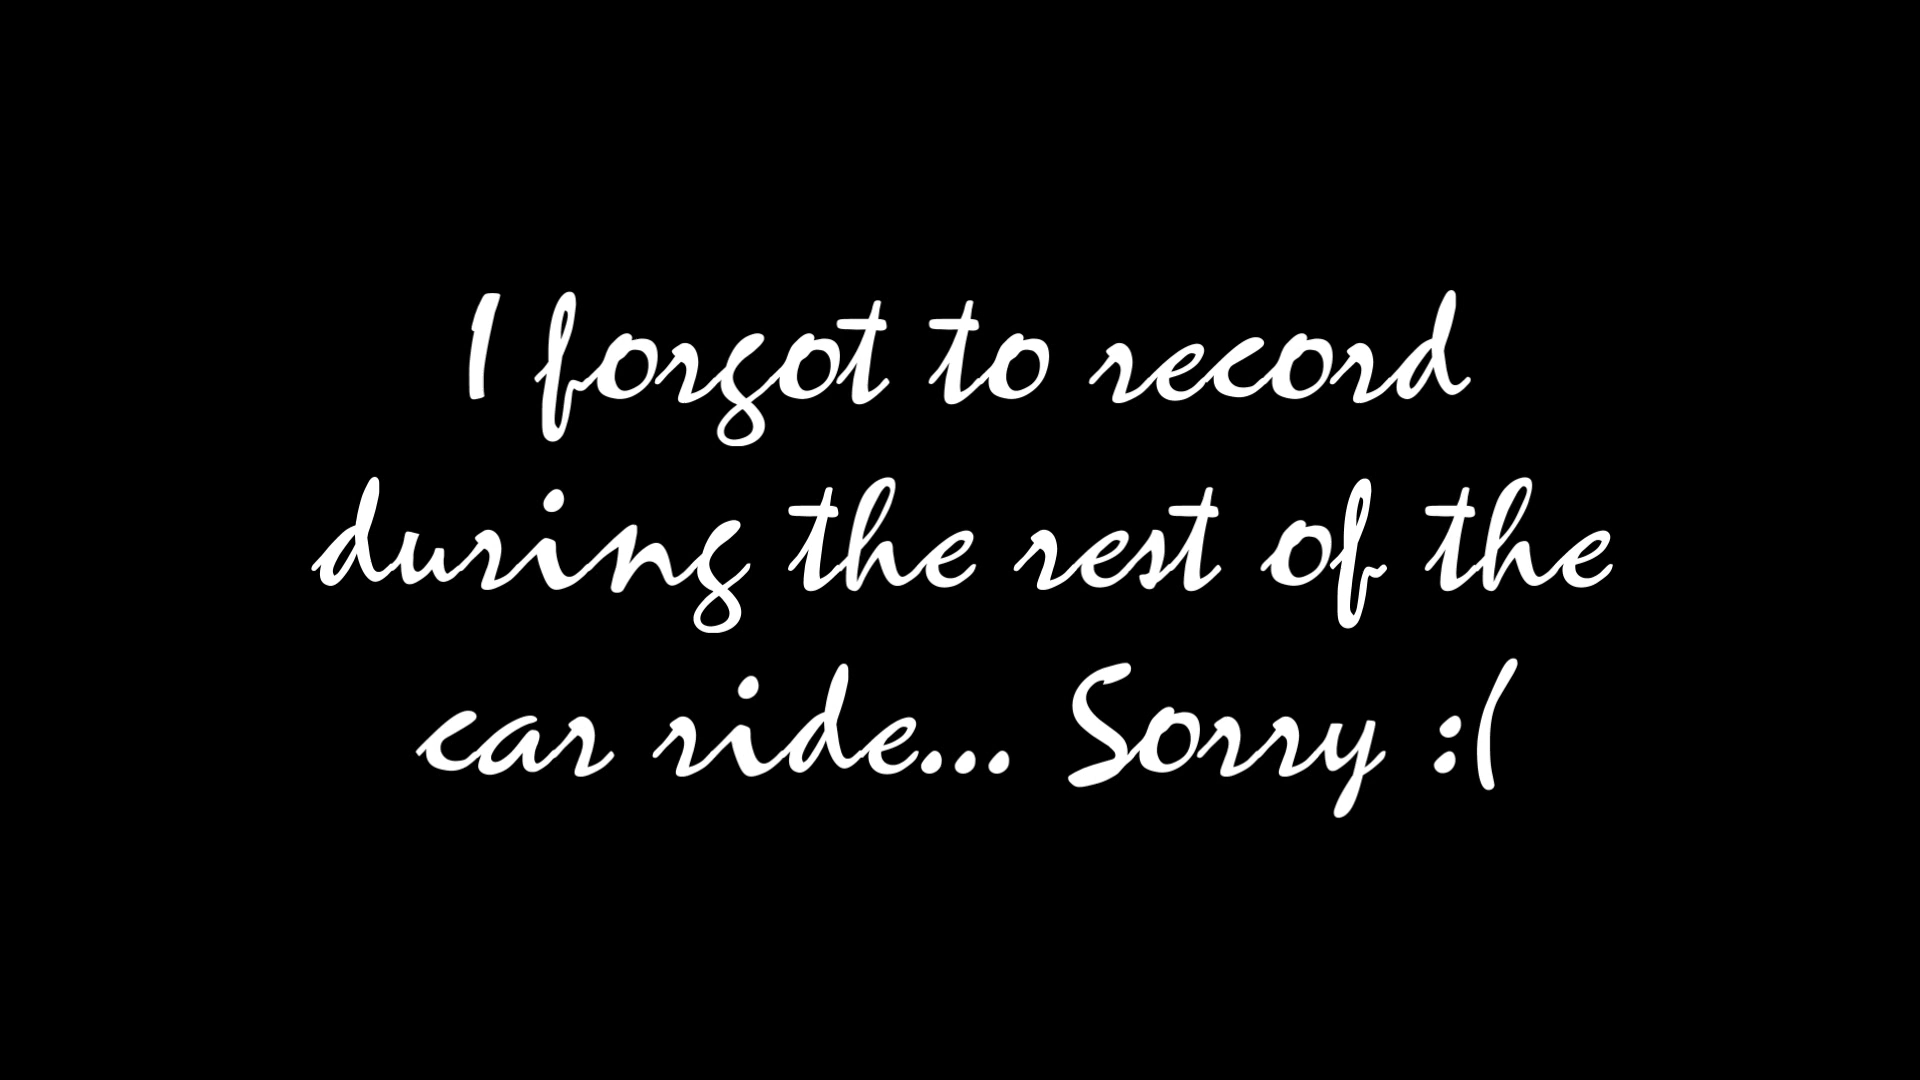 I forgot to record
during the rest of the
car ride... Sorry :(